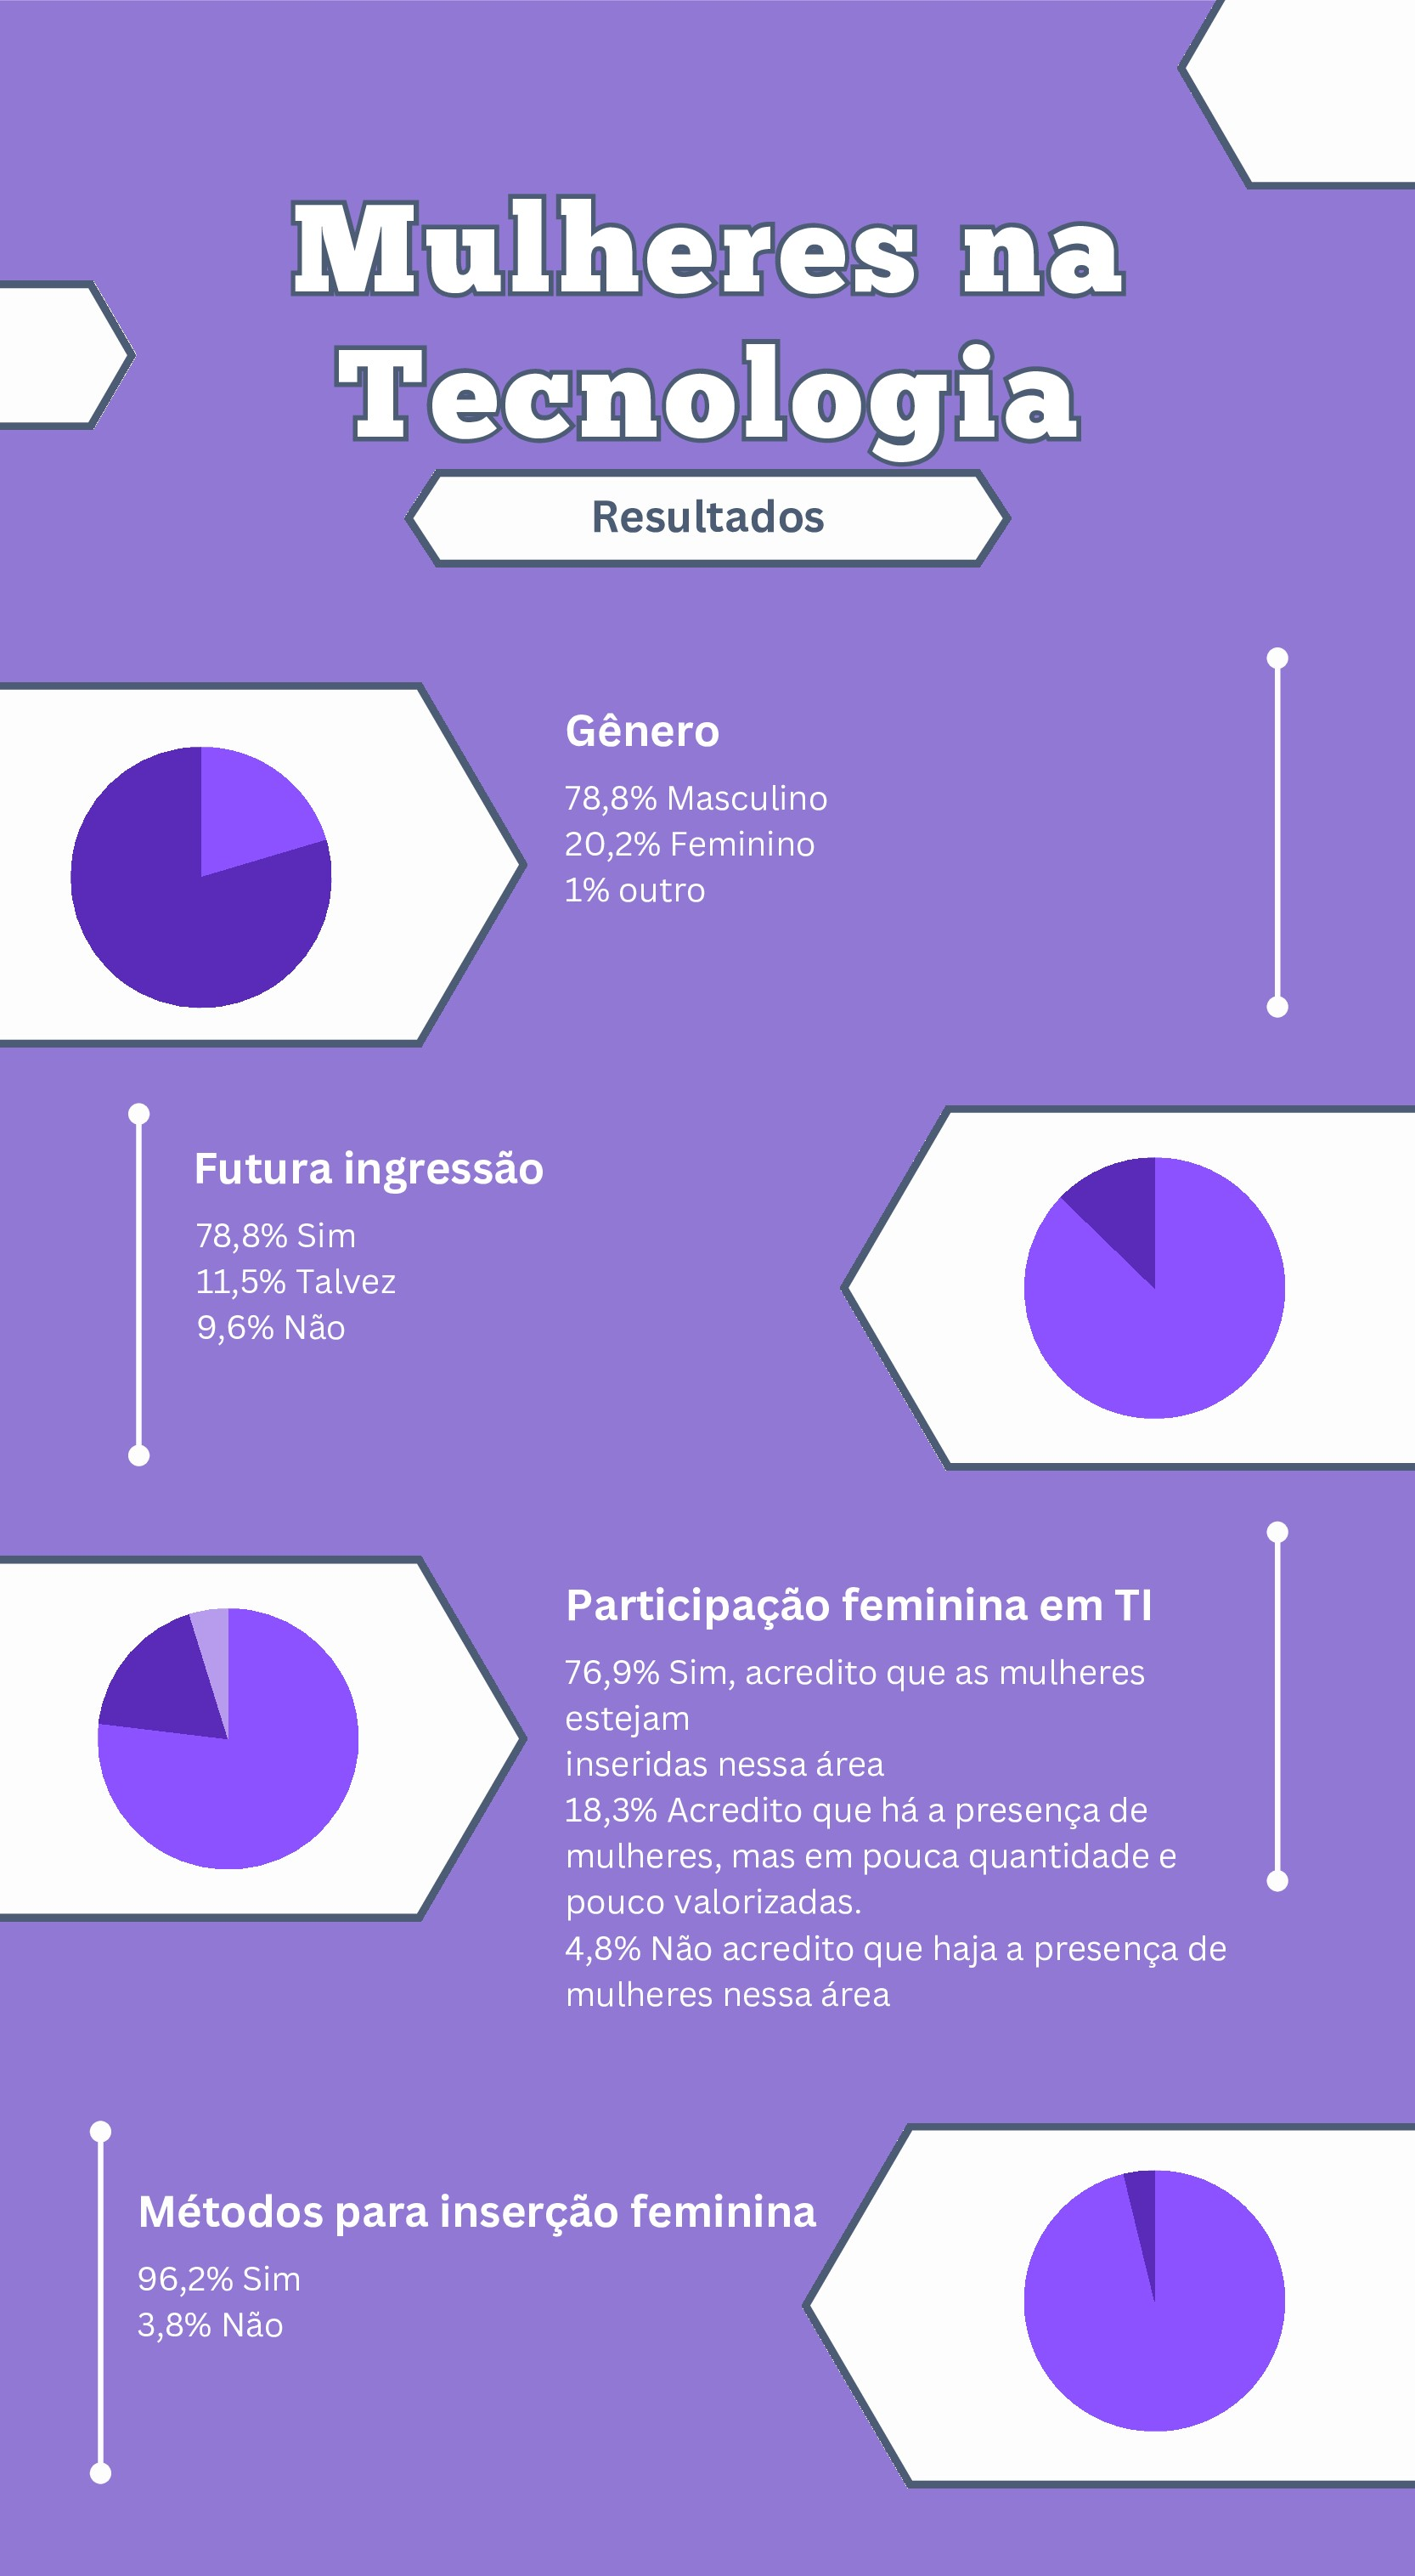 Mulheres na
Tecnologia
Resultados
Gênero
78,8% Masculino
20,2% Feminino
1% outro
Futura ingressão
78,8% Sim
11,5% Talvez
9,6% Não
Participação feminina em TI
76,9% Sim, acredito que as mulheres
estejam
inseridas nessa área
18,3% Acredito que há a presença de
mulheres, mas em pouca quantidade e
pouco valorizadas.
4,8% Não acredito que haja a presença de
mulheres nessa área
Métodos para inserção feminina
96,2% Sim
3,8% Não